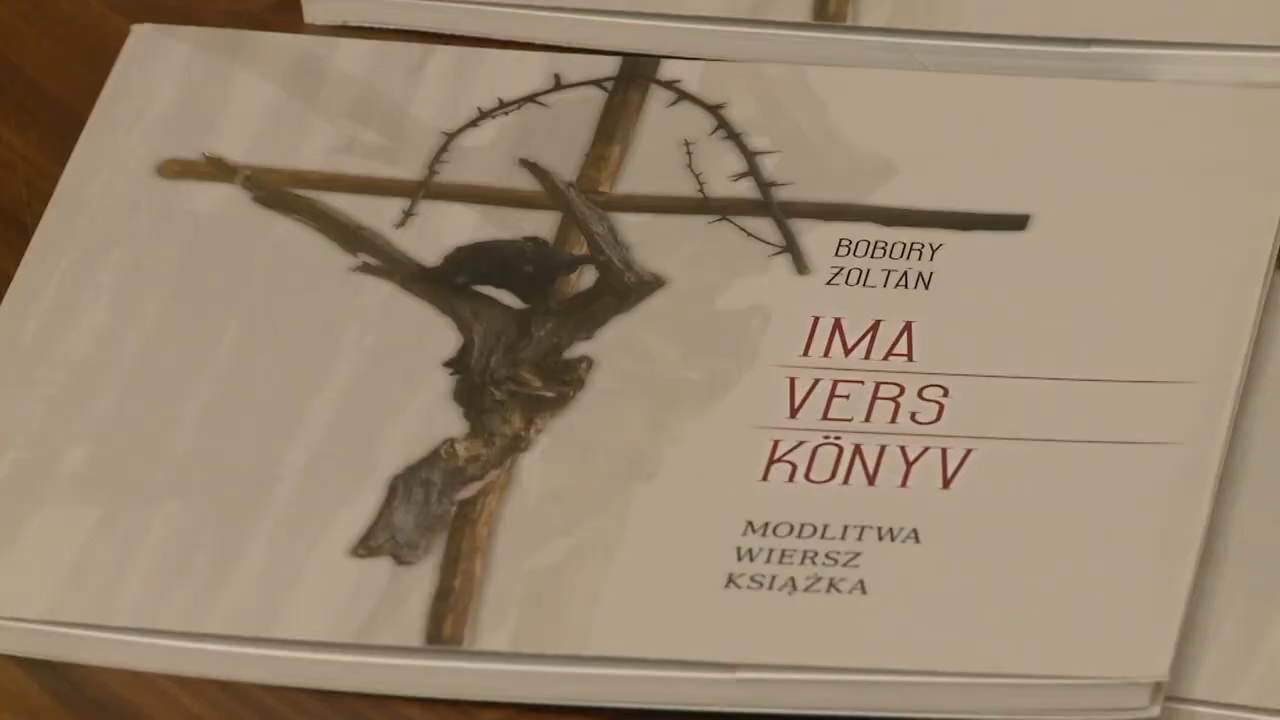 BOBORY
ZOLTÁN
IMA
VERS
KÖNYV
MODLITWA
WIERSZ
KSIĄŻKA